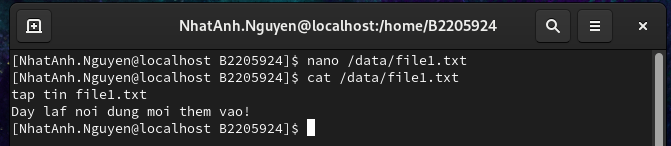 NhatAnh.Nguyen@localhost:/home/B2205924
[NhatAnh.Nguyen@localhost B2205924]$ nano /data/file1.txt
[NhatAnh.Nguyen@localhost B2205924]$ cat /data/file1.txt
tap tin file1.txt
Day laf noi dung moi them vao!
[NhatAnh.Nguyen@localhost B2205924]$